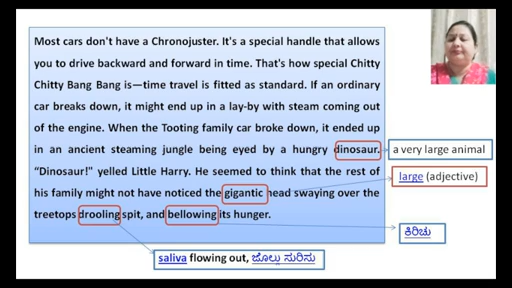 Most cars don't have a Chronojuster. It's a special handle that allows
you to drive backward and forward in time. That's how special Chitty
Chitty Bang Bang is—time travel is fitted as standard. If an ordinary
car breaks down, it might end up in a lay-by with steam coming out
of the engine. When the Tooting family car broke down, it ended up
in an ancient steaming jungle being eyed by a hungry dinosaur.
a very large animal
“Dinosaur!” yelled Little Harry. He seemed to think that the rest of
large (adjective)
his family might not have noticed the gigantic head swaying over the
treetops drooling spit, and bellowing its hunger.
ಕಿರಿಚು
saliva flowing out, ಜೊಲ್ಲು ಸುರಿಸು